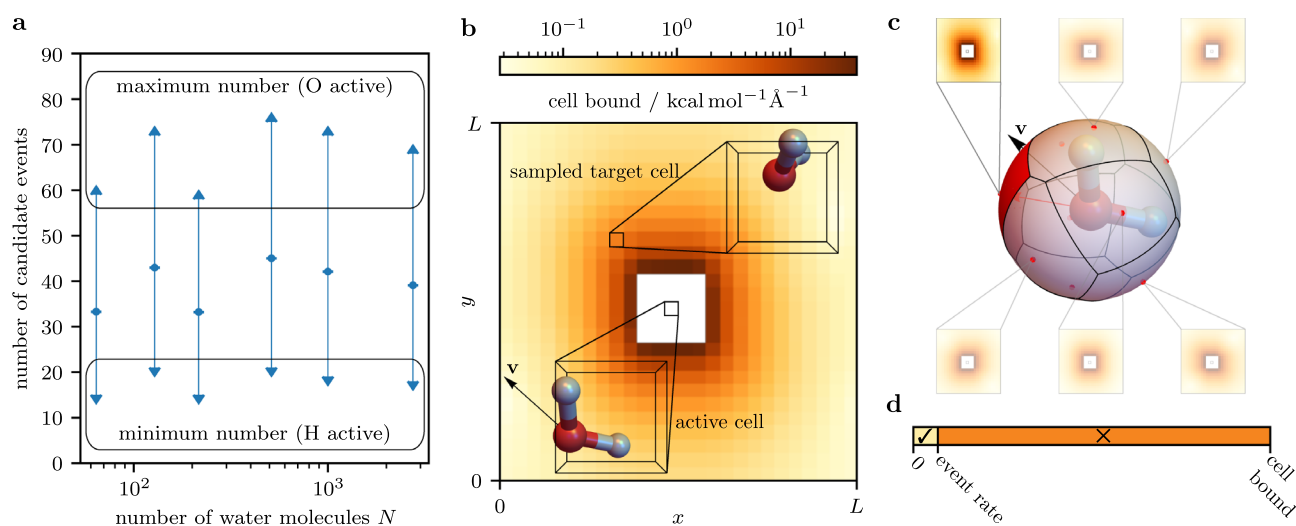 a
90
80
70
60
50
40
30
20
10
0
number of candidate events
maximum number (O active)
minimum number (H active)
10²
10³
number of water molecules N
b
10⁻¹
10⁰
10¹
cell bound / kcal mol⁻¹ Å⁻¹
L
y
0
sampled target cell
v
active cell
0
x
L
c
v
d
✓
×
0
event rate
cell
bound